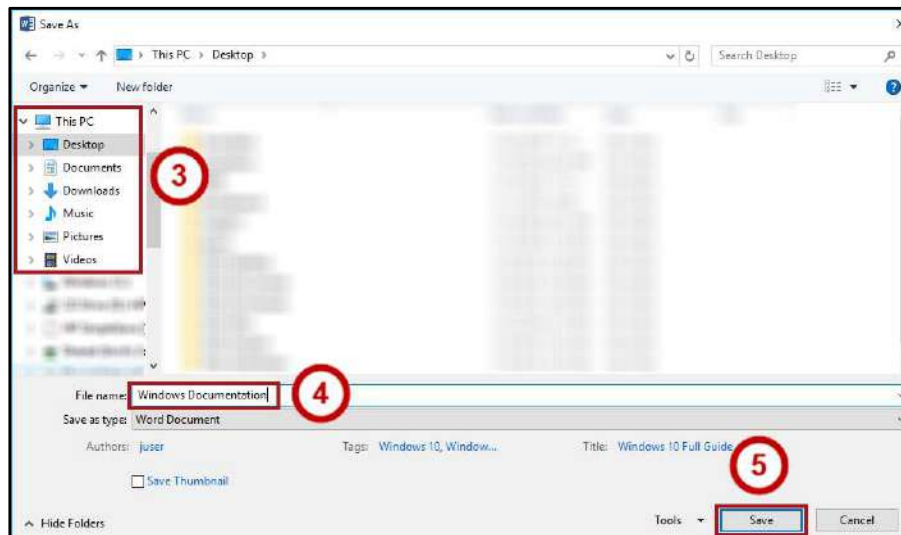 Save As
This PC > Desktop >
Search Desktop
Organize
New folder
This PC
Desktop
Documents
3
Downloads
Music
Pictures
Videos
File name: Windows Documentation
4
Save as type: Word Document
Authors: juser
Tags: Windows 10, Window...
Title: Windows 10 Full Guide
5
Save Thumbnail
Hide Folders
Tools
Save
Cancel